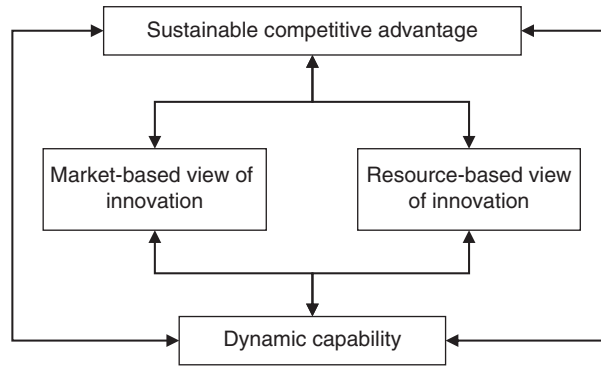 Sustainable competitive advantage
Market-based view of
innovation
Resource-based view
of innovation
Dynamic capability